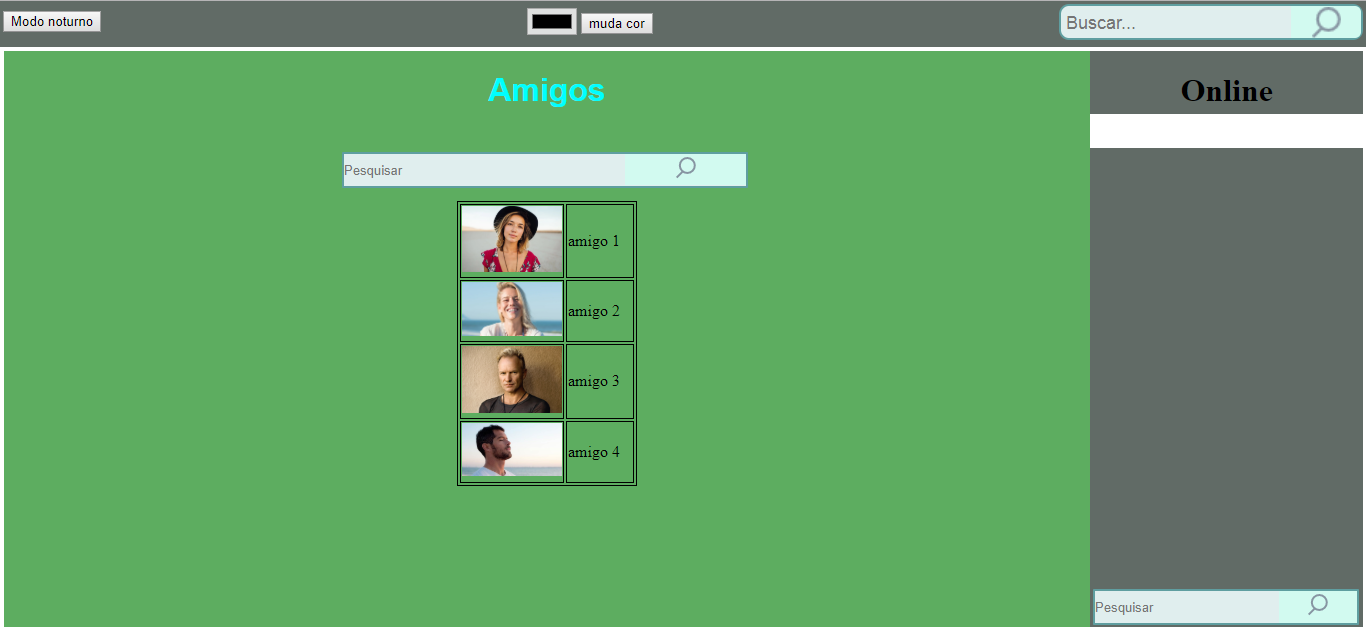 Modo noturno
muda cor
Buscar...
Amigos
Online
Pesquisar
amigo 1
amigo 2
amigo 3
amigo 4
Pesquisar